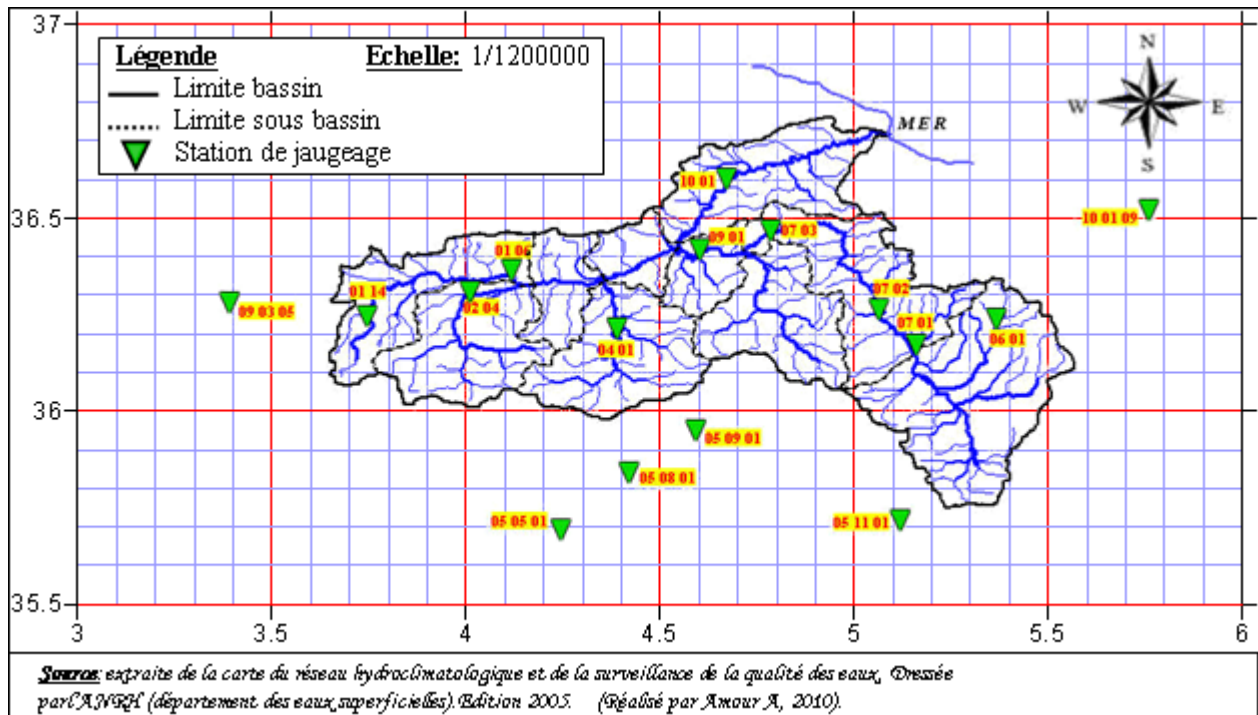 37
Légende Echelle: 1/1200000
Limite bassin
Limite sous bassin
Station de jaugeage
N
W E
S
MER
10 01
36.5
10 01 09
09 01
07 03
01 06
01 14
02 04
09 03 05
07 02
07 01
06 01
04 01
36
05 09 01
05 08 01
05 05 01
05 11 01
35.5
3 3.5 4 4.5 5 5.5 6
Source: extraite de la carte du réseau hydroclimatologique et de la surveillance de la qualité des eaux, Dressée
par l'ANRH (département des eaux superficielles). Edition 2005. (Réalisé par Amour A, 2010).